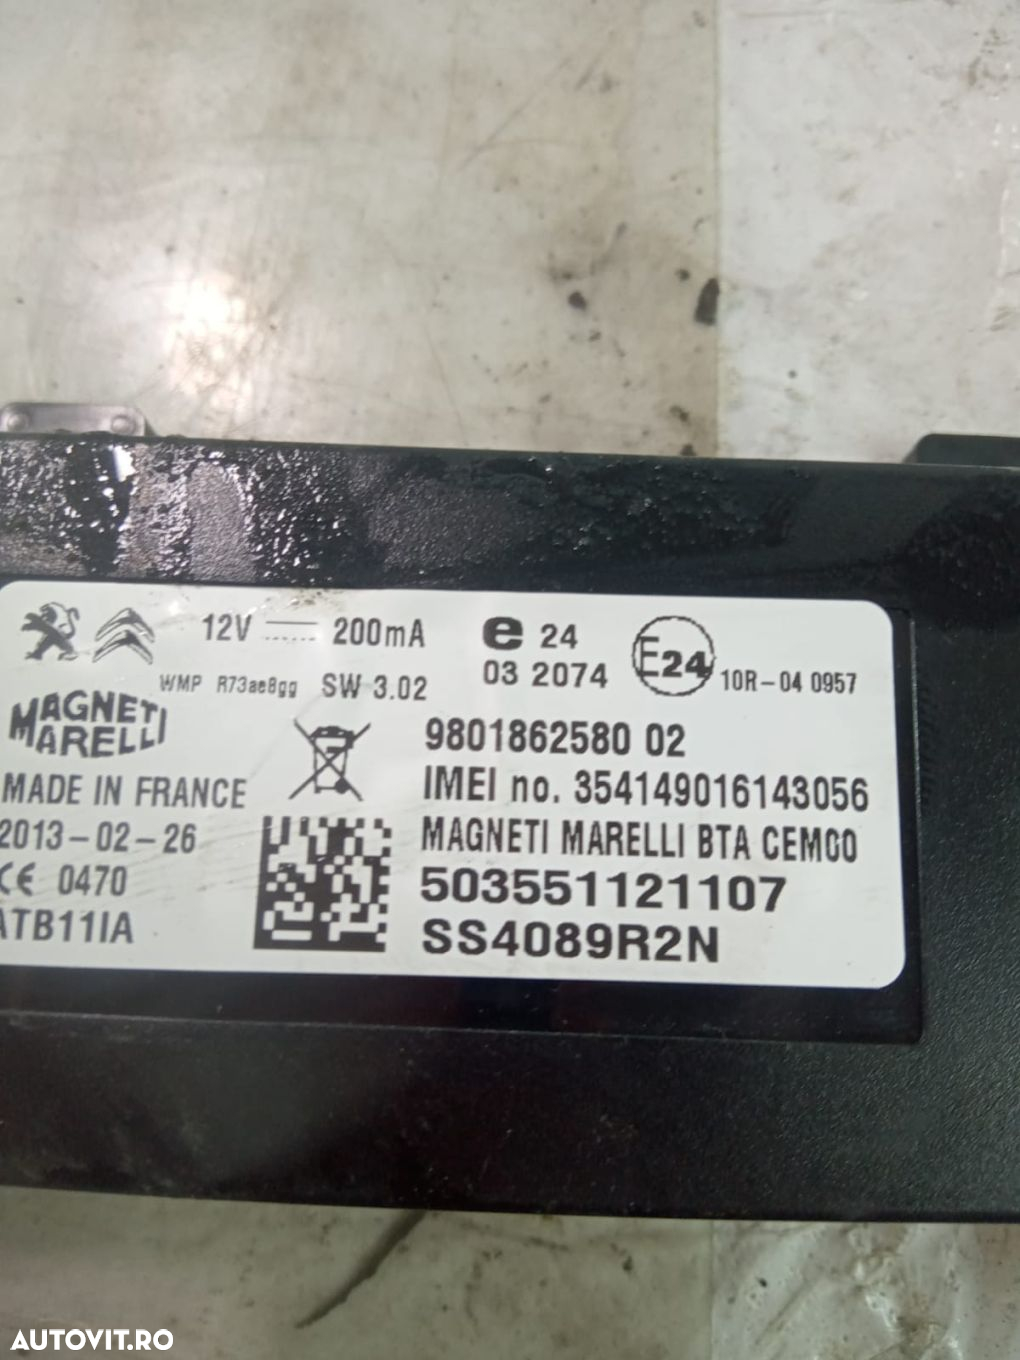 12V 200mA
e 24
03 2074
E24
10R-04 0957
WMP R73ae8gg SW 3.02
MAGNETI
MARELLI
MADE IN FRANCE
2013-02-26
CE 0470
ATB11IA
9801862580 02
IMEI no. 354149016143056
MAGNETI MARELLI BTA CEMOO
503551121107
SS4089R2N
AUTOVIT.RO